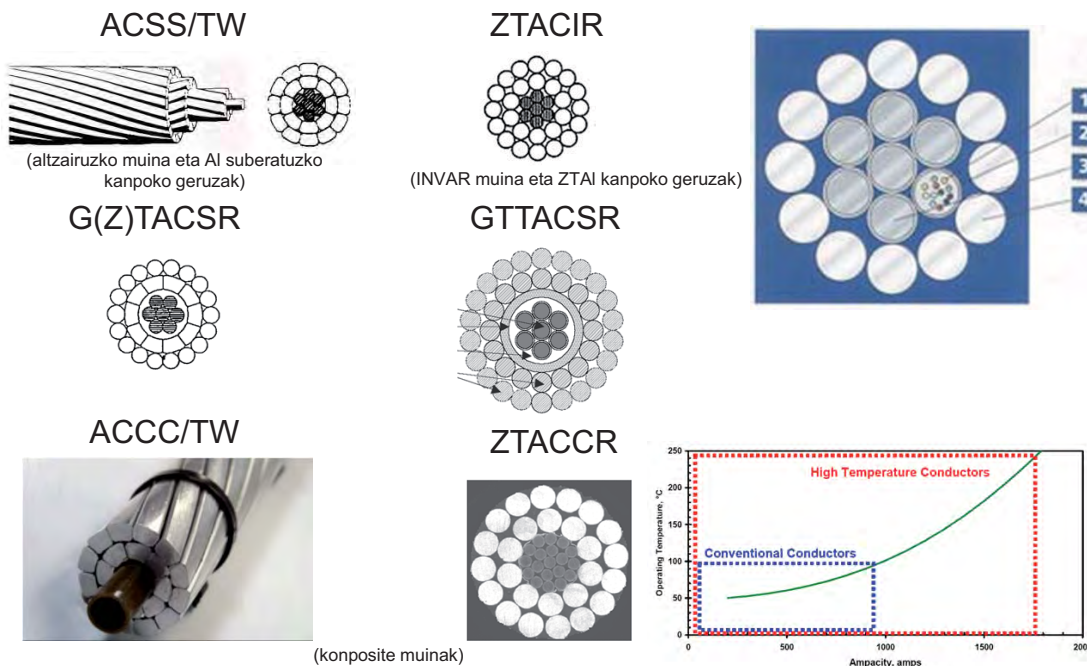 ACSS/TW
(altzairuzko muina eta Al suberatuzko
kanpoko geruzak)
ZTACIR
(INVAR muina eta ZTAl kanpoko geruzak)
1
2
3
4
G(Z)TACSR
GTTACSR
ACCC/TW
ZTACCR
(konposite muinak)
250
200
150
100
50
0
Operating Temperature, °C
High Temperature Conductors
Conventional Conductors
0
500
1000
1500
Ampacity, amps